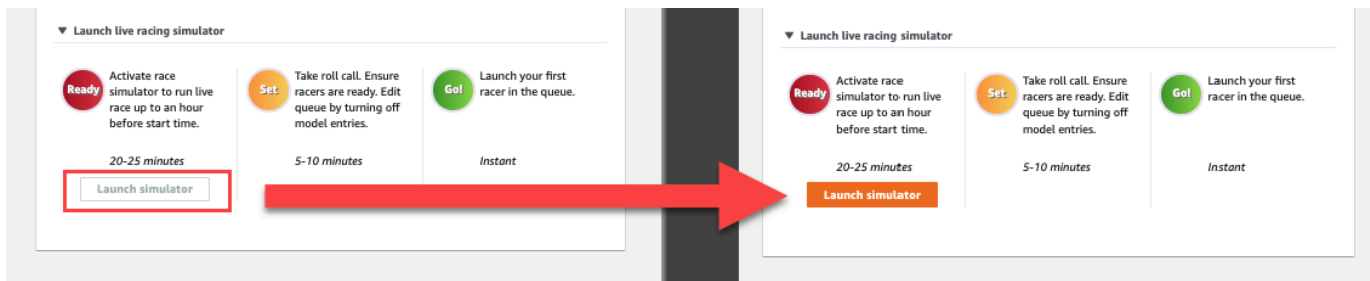 ▼ Launch live racing simulator
Ready
Activate race
simulator to run live
race up to an hour
before start time.
20-25 minutes
Launch simulator
Set
Take roll call. Ensure
racers are ready. Edit
queue by turning off
model entries.
5-10 minutes
Go!
Launch your first
racer in the queue.
Instant
▼ Launch live racing simulator
Ready
Activate race
simulator to run live
race up to an hour
before start time.
20-25 minutes
Launch simulator
Set
Take roll call. Ensure
racers are ready. Edit
queue by turning off
model entries.
5-10 minutes
Go!
Launch your first
racer in the queue.
Instant